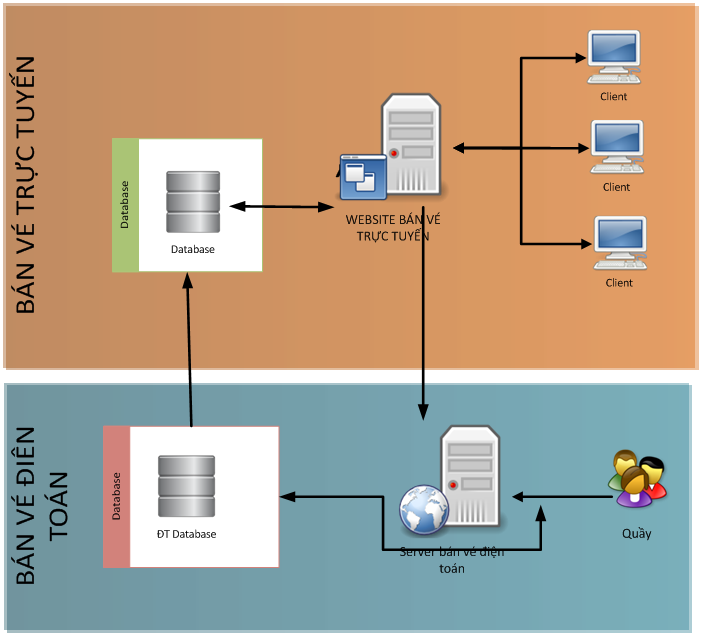 BÁN VÉ TRỰC TUYẾN
Client
Client
Client
Database
Database
WEBSITE BÁN VÉ
TRỰC TUYẾN
BÁN VÉ ĐIỆN
TOÁN
Database
ĐT Database
Server bán vé điện
toán
Quầy